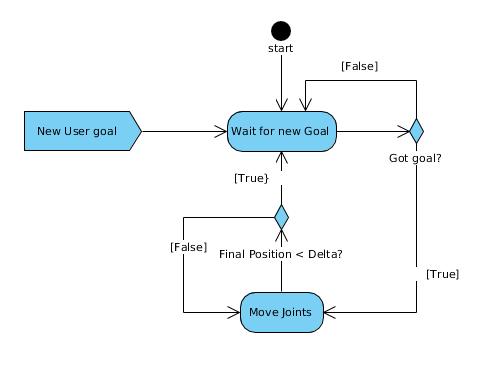 start
[False]
New User goal
Wait for new Goal
Got goal?
[True}
[False]
Final Position < Delta?
[True]
Move Joints